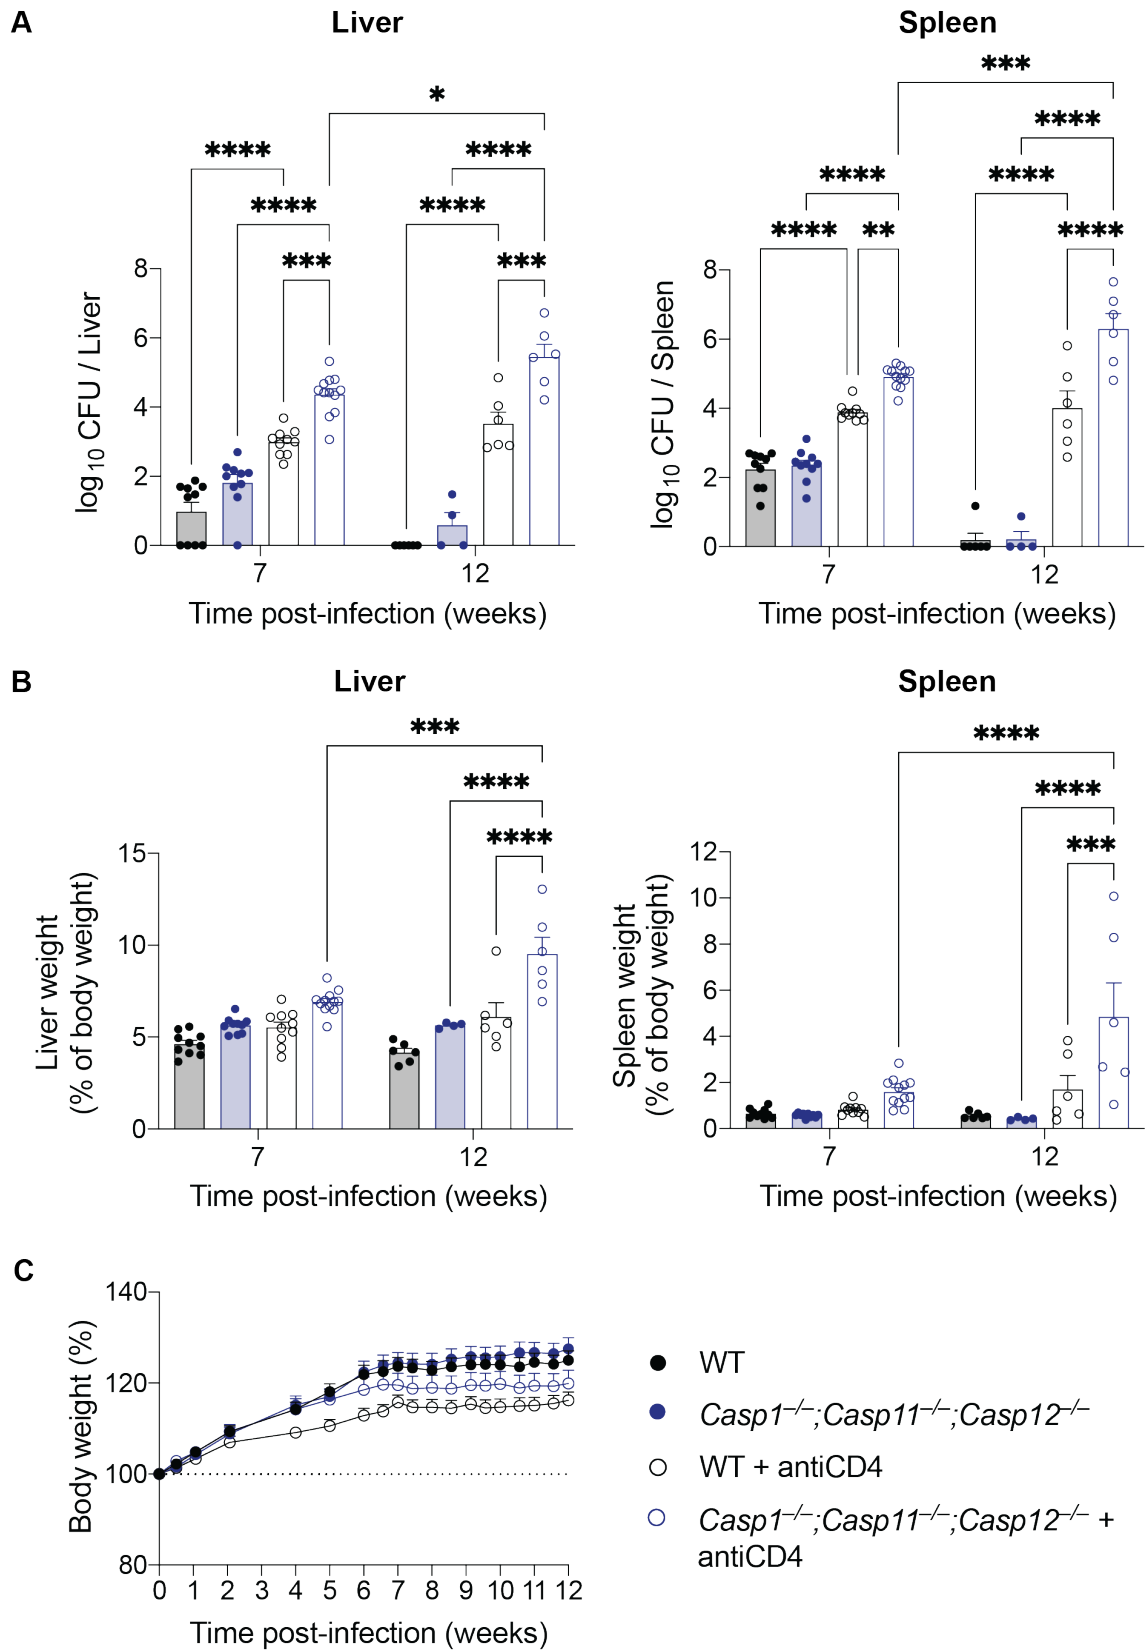 A
Liver
Spleen
*
****
****
****
****
***
***
***
****
****
****
****
**
****
log10 CFU / Liver
8
6
4
2
0
7
12
Time post-infection (weeks)
log10 CFU / Spleen
8
6
4
2
0
7
12
Time post-infection (weeks)
B
Liver
Spleen
***
****
****
****
****
***
Liver weight
(% of body weight)
15
10
5
0
7
12
Time post-infection (weeks)
Spleen weight
(% of body weight)
12
10
8
6
4
2
0
7
12
Time post-infection (weeks)
C
Body weight (%)
140
120
100
80
0 1 2 3 4 5 6 7 8 9 10 11 12
Time post-infection (weeks)
WT
Casp1–/–;Casp11–/–;Casp12–/–
WT + antiCD4
Casp1–/–;Casp11–/–;Casp12–/– +
antiCD4